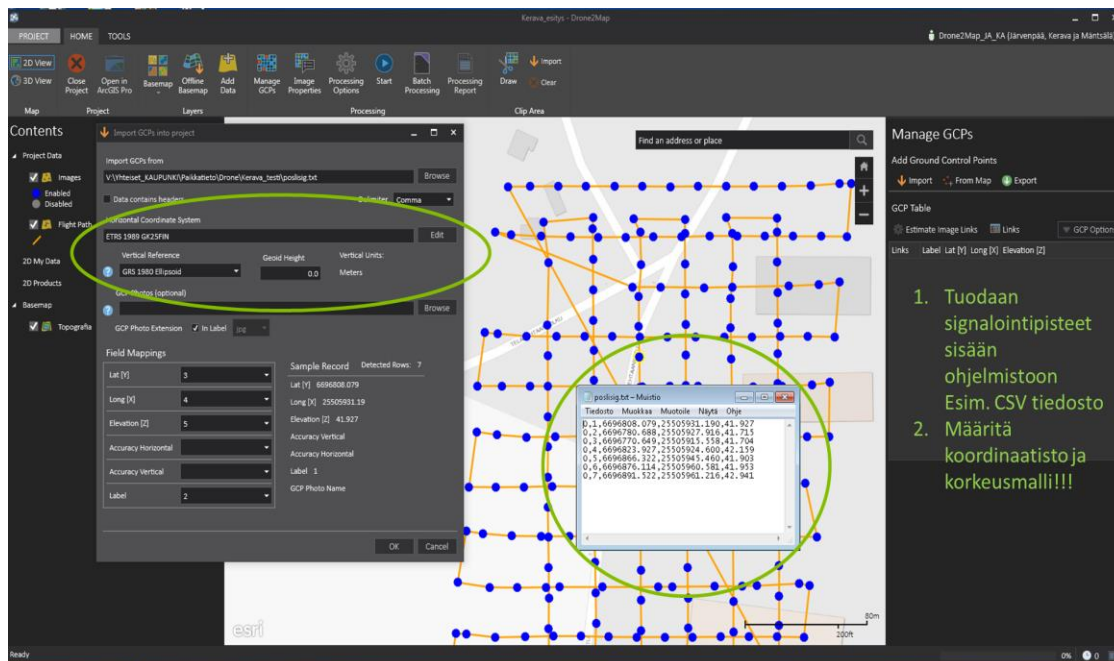 Kerava_esitys - Drone2Map
PROJECT HOME TOOLS
Drone2Map_JA_KA (Järvenpää, Kerava ja Mäntsälä)
2D View
3D View
Close Project
Open in ArcGIS Pro
Basemap
Offline Basemap
Add Data
Manage GCPs
Image Properties
Processing Options
Start
Batch Processing
Processing Report
Draw
Import
Clear
Map Project Layers Processing Clip Area
Contents
Project Data
Images
Enabled
Disabled
Flight Path
2D My Data
2D Products
Basemap
Topografia
Import GCPs into project
Import GCPs from
V:\Yhteiset_KAUPUNKI\Paikkatieto\Drone\Kerava_testi\poslisig.txt Browse
Data contains headers Delimiter Comma
Horizontal Coordinate System
ETRS 1989 GK25FIN Edit
Vertical Reference Geoid Height Vertical Units:
GRS 1980 Ellipsoid 0.0 Meters
GCP Photos (optional)
Browse
GCP Photo Extension In Label jpg
Field Mappings
Lat [Y] 3
Long [X] 4
Elevation [Z] 5
Accuracy Horizontal
Accuracy Vertical
Label 2
Sample Record Detected Rows: 7
Lat [Y] 6696808.079
Long [X] 25505931.19
Elevation [Z] 41.927
Accuracy Vertical
Accuracy Horizontal
Label 1
GCP Photo Name
OK Cancel
Find an address or place
poslisig.txt – Muistio
Tiedosto Muokkaa Muotoile Näytä Ohje
0,1,6696808.079,25505931.190,41.927
0,2,6696780.688,25505927.916,41.715
0,3,6696770.649,25505915.558,41.704
0,4,6696823.927,25505924.600,42.159
0,5,6696866.322,25505945.460,41.903
0,6,6696876.114,25505960.581,41.953
0,7,6696891.522,25505961.216,42.941
esri
80m
200ft
Manage GCPs
Add Ground Control Points
Import From Map Export
GCP Table
Estimate Image Links Links GCP Option
Links Label Lat [Y] Long [X] Elevation [Z]
1. Tuodaan
signalointipisteet
sisään
ohjelmistoon
Esim. CSV tiedosto
2. Määritä
koordinaatisto ja
korkeusmalli!!!
Ready
0% 0